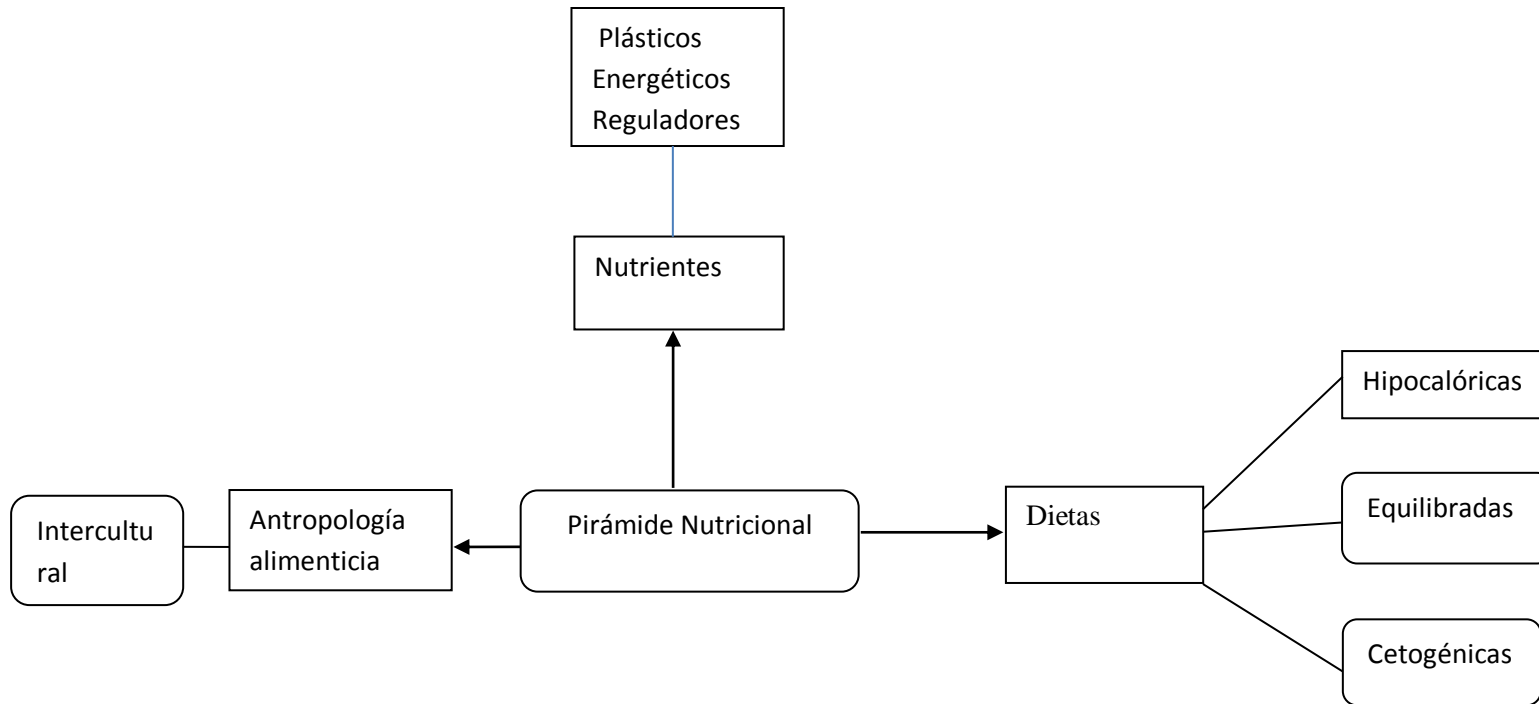 Plásticos
Energéticos
Reguladores
Nutrientes
Hipocalóricas
Intercultu
ral
Antropología
alimenticia
Pirámide Nutricional
Dietas
Equilibradas
Cetogénicas